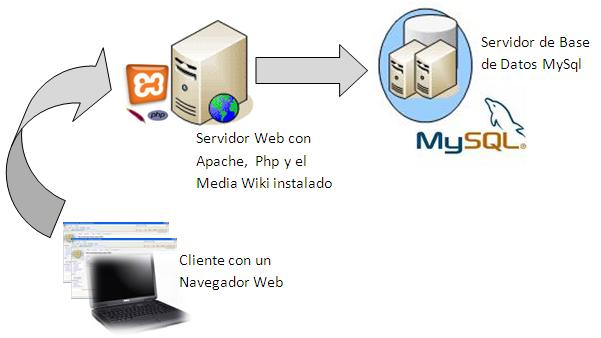 Servidor de Base
de Datos MySql
MySQL®
php
Servidor Web con
Apache, Php y el
Media Wiki instalado
Cliente con un
Navegador Web